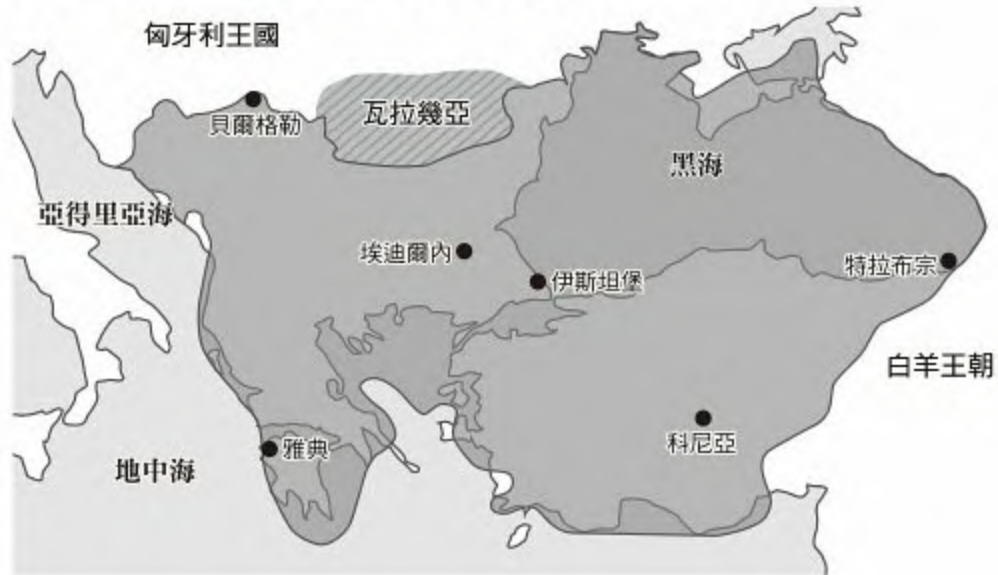 匈牙利王國
貝爾格勒
瓦拉幾亞
黑海
亞得里亞海
埃迪爾內
伊斯坦堡
特拉布宗
白羊王朝
科尼亞
雅典
地中海